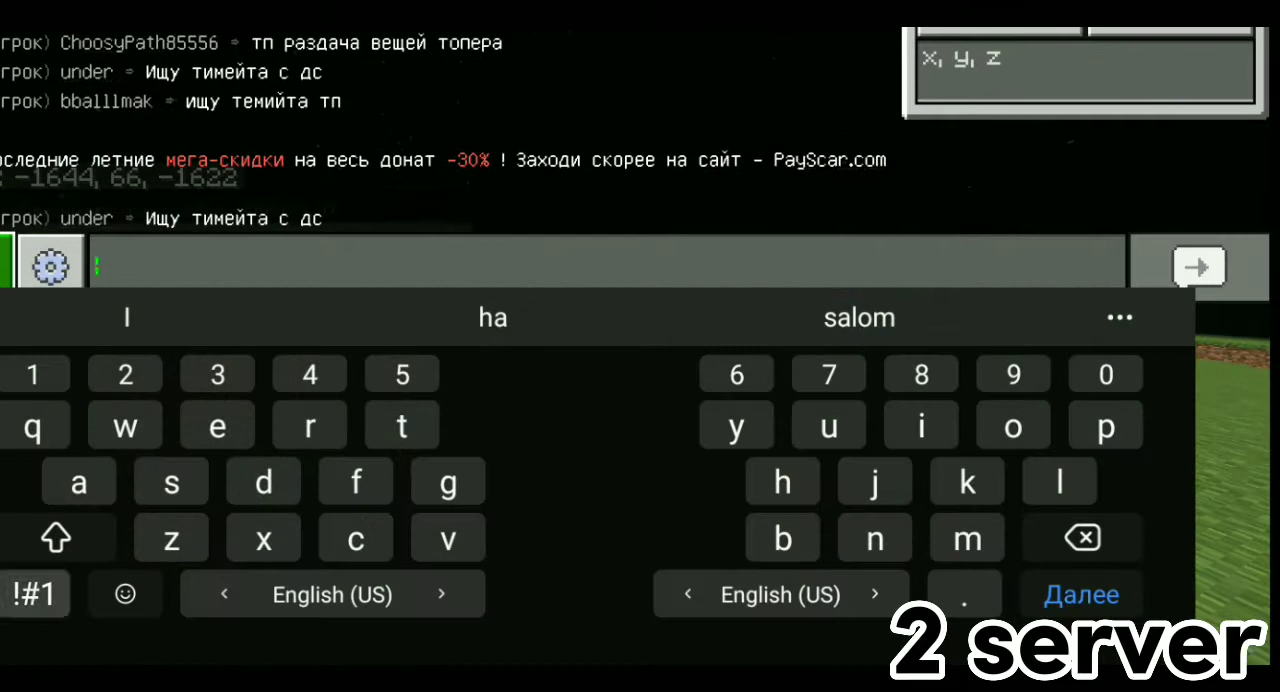 грок) ChoosyPath85556 ⇨ тп раздача вещей топера
грок) under ⇨ Ищу тимейта с дс
грок) bballlmak ⇨ ищу темийта тп
x, y, z
оследние летние мега-скидки на весь донат -30% ! Заходи скорее на сайт - PayScar.com
: -1644, 66, -1622
грок) under ⇨ Ищу тимейта с дс
I ha salom ...
1 2 3 4 5 6 7 8 9 0
q w e r t y u i o p
a s d f g h j k l
z x c v b n m
!#1 < English (US) > < English (US) > . Далее
2 server